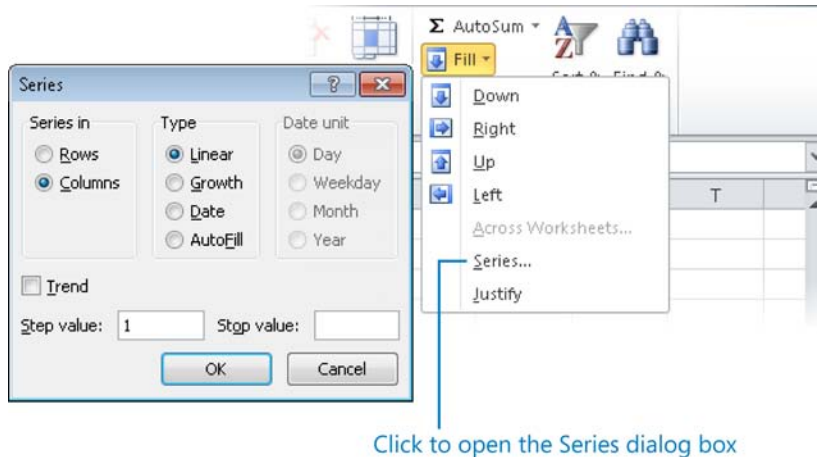 Σ AutoSum
Fill
Sort & Find &
Down
Right
Up
Left
Across Worksheets...
Series...
Justify
T
Series
Series in
Rows
Columns
Type
Linear
Growth
Date
AutoFill
Date unit
Day
Weekday
Month
Year
Trend
Step value: 1 Stop value:
OK Cancel
Click to open the Series dialog box